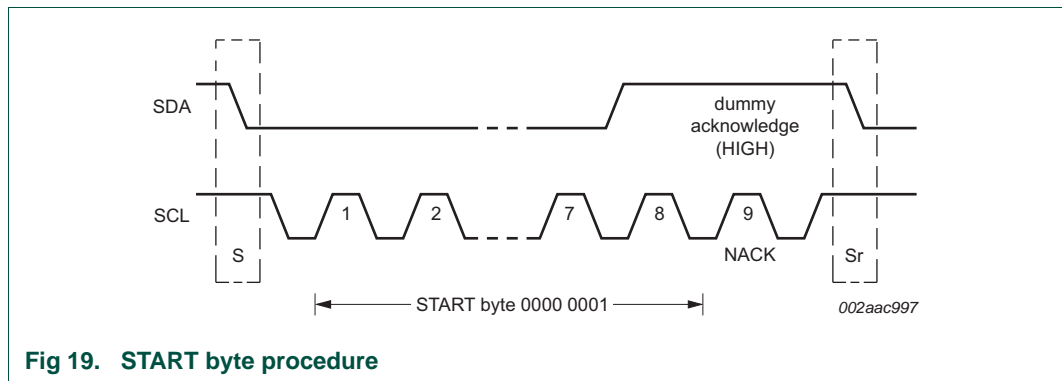 SDA
dummy
acknowledge
(HIGH)
SCL
1 2 7 8 9
S NACK Sr
START byte 0000 0001
002aac997
Fig 19. START byte procedure